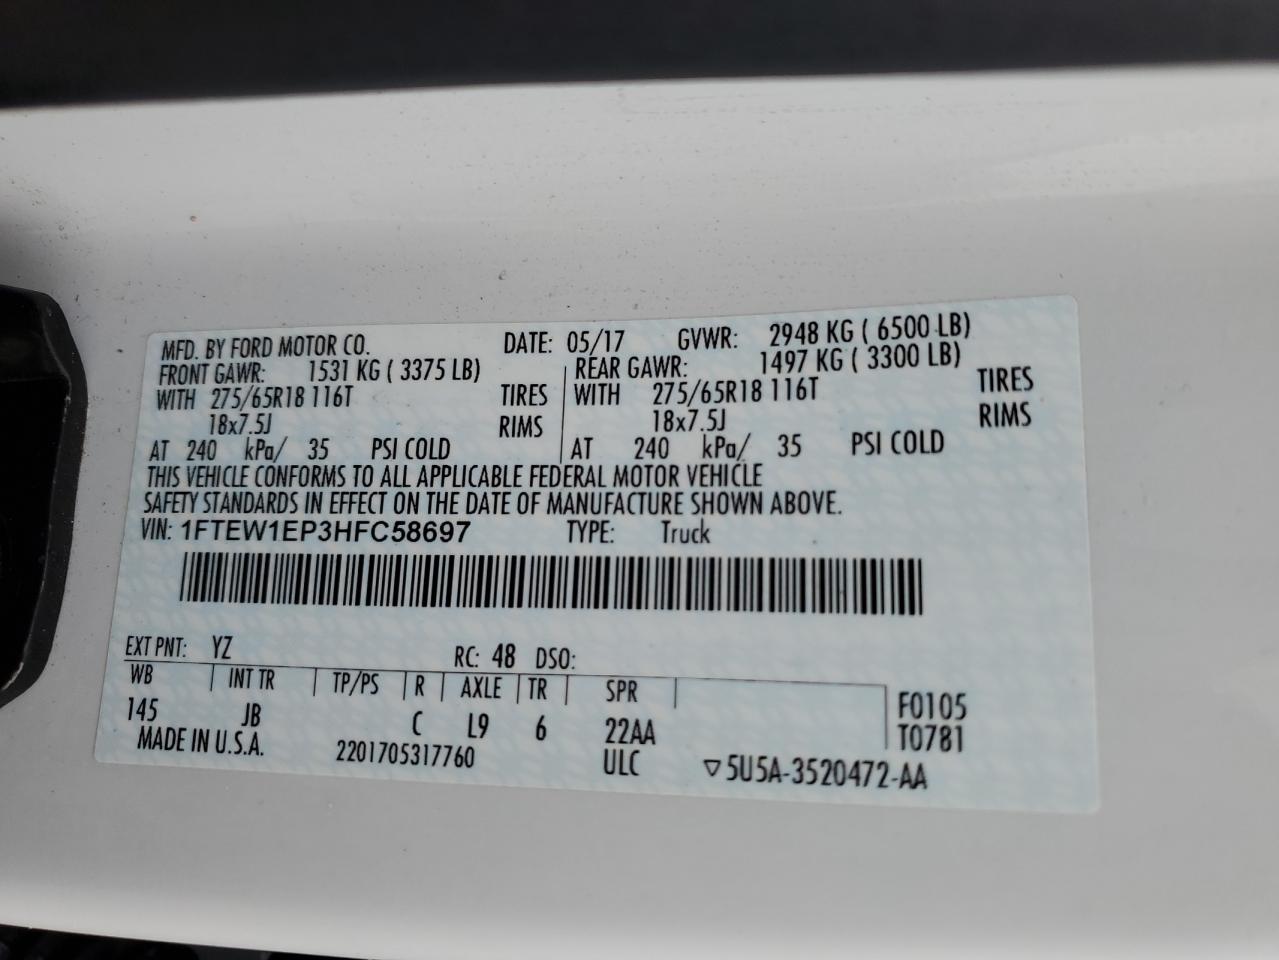 MFD. BY FORD MOTOR CO. DATE: 05/17 GVWR: 2948 KG ( 6500 LB)
FRONT GAWR: 1531 KG ( 3375 LB) REAR GAWR: 1497 KG ( 3300 LB)
WITH 275/65R18 116T TIRES WITH 275/65R18 116T TIRES
18x7.5J RIMS 18x7.5J RIMS
AT 240 kPa/ 35 PSI COLD AT 240 kPa/ 35 PSI COLD
THIS VEHICLE CONFORMS TO ALL APPLICABLE FEDERAL MOTOR VEHICLE
SAFETY STANDARDS IN EFFECT ON THE DATE OF MANUFACTURE SHOWN ABOVE.
VIN: 1FTEW1EP3HFC58697 TYPE: Truck
EXT PNT: YZ RC: 48 DSO:
WB INT TR TP/PS R AXLE TR SPR F0105
145 JB C L9 6 22AA T0781
MADE IN U.S.A. 2201705317760 ULC ▽5U5A-3520472-AA